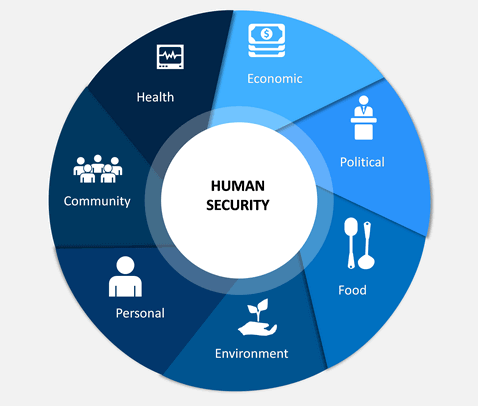 HUMAN
SECURITY
Economic
Political
Food
Environment
Personal
Community
Health